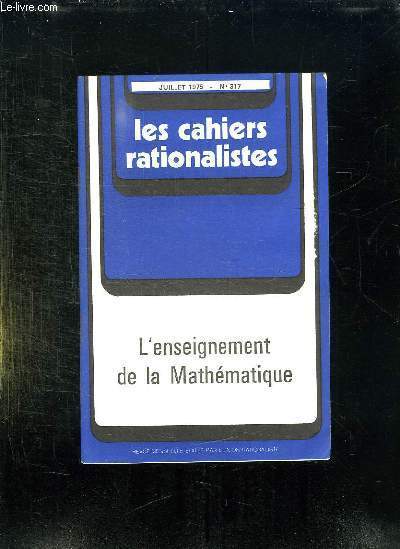 Le-livre.com
JUILLET 1975 - N° 317
les cahiers
rationalistes
L'enseignement
de la Mathématique